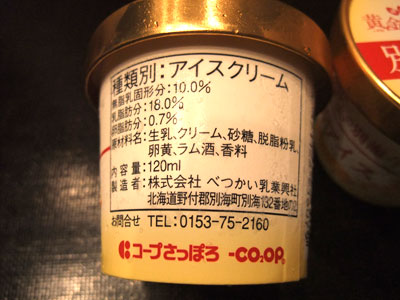 種類別：アイスクリーム
無脂乳固形分：10.0%
乳脂肪分：18.0%
卵脂肪分：0.7%
原材料名：生乳、クリーム、砂糖、脱脂粉乳、
卵黄、ラム酒、香料
内容量：120ml
製造者：株式会社 べつかい乳業興社
北海道野付郡別海町別海132番地の2
お問合せ TEL：0153-75-2160
コープさっぽろ CO・OP
黄金
別